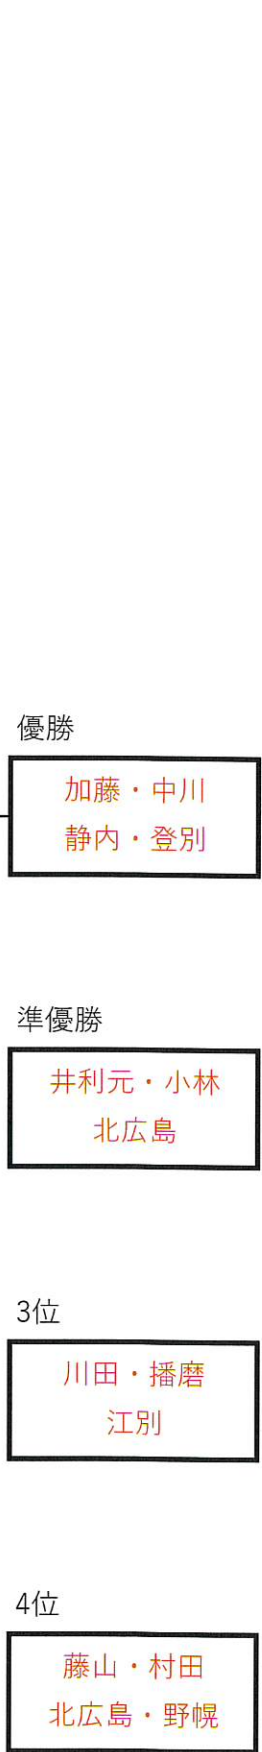 優勝
加藤・中川
静内・登別
準優勝
井利元・小林
北広島
3位
川田・播磨
江別
4位
藤山・村田
北広島・野幌